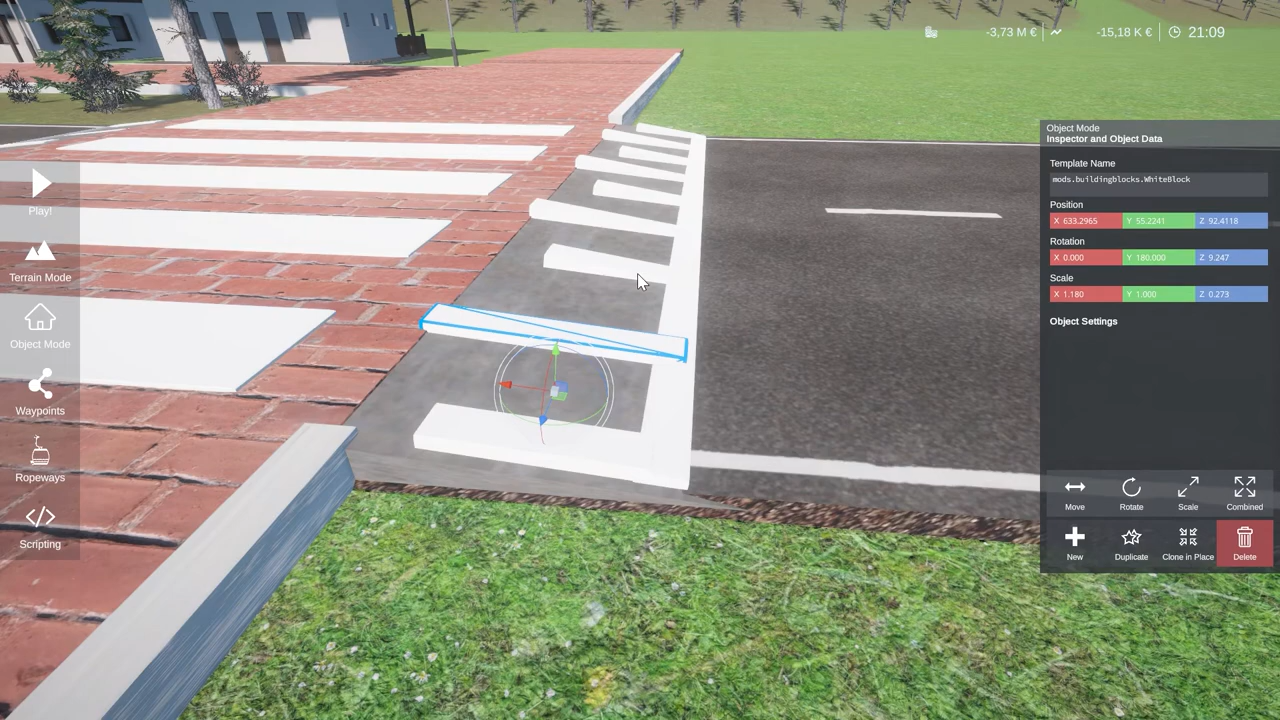 -3,73 M €
-15,18 K €
21:09
Play!
Terrain Mode
Object Mode
Waypoints
Ropeways
Scripting
Object Mode
Inspector and Object Data
Template Name
mods.buildingblocks.WhiteBlock
Position
X 633.2965 Y 55.2241 Z 92.4118
Rotation
X 0.000 Y 180.000 Z 9.247
Scale
X 1.180 Y 1.000 Z 0.273
Object Settings
Move Rotate Scale Combined
New Duplicate Clone in Place Delete